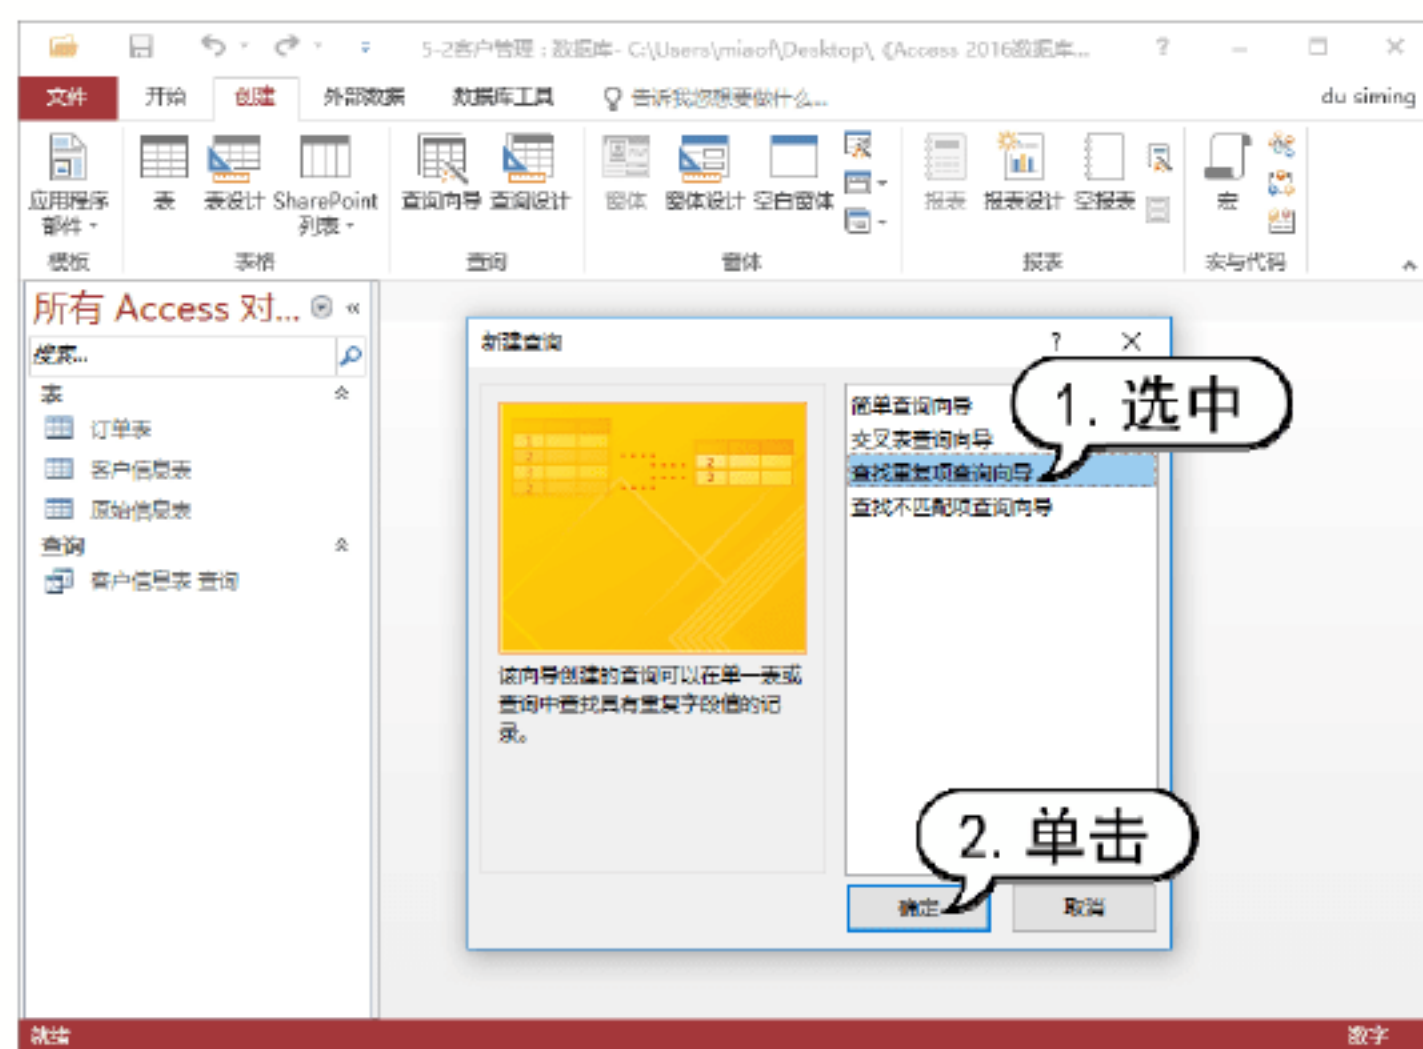 5-2客户管理：数据库- C:\Users\miaof\Desktop\《Access 2016数据库... ?
文件 开始 创建 外部数据 数据库工具 告诉我您想要做什么... du siming
应用程序部件 表 表设计 SharePoint列表 查询向导 查询设计 窗体 窗体设计 空白窗体 报表 报表设计 空报表 宏
模板 表格 查询 窗体 报表 宏与代码
所有 Access 对... «
搜索...
表
订单表
客户信息表
原始信息表
查询
客户信息表 查询
新建查询 ?
简单查询向导
交叉表查询向导
查找重复项查询向导
查找不匹配项查询向导
1. 选中
该向导创建的查询可以在单一表或
查询中查找具有重复字段值的记
录。
2. 单击
确定 取消
就绪 数字